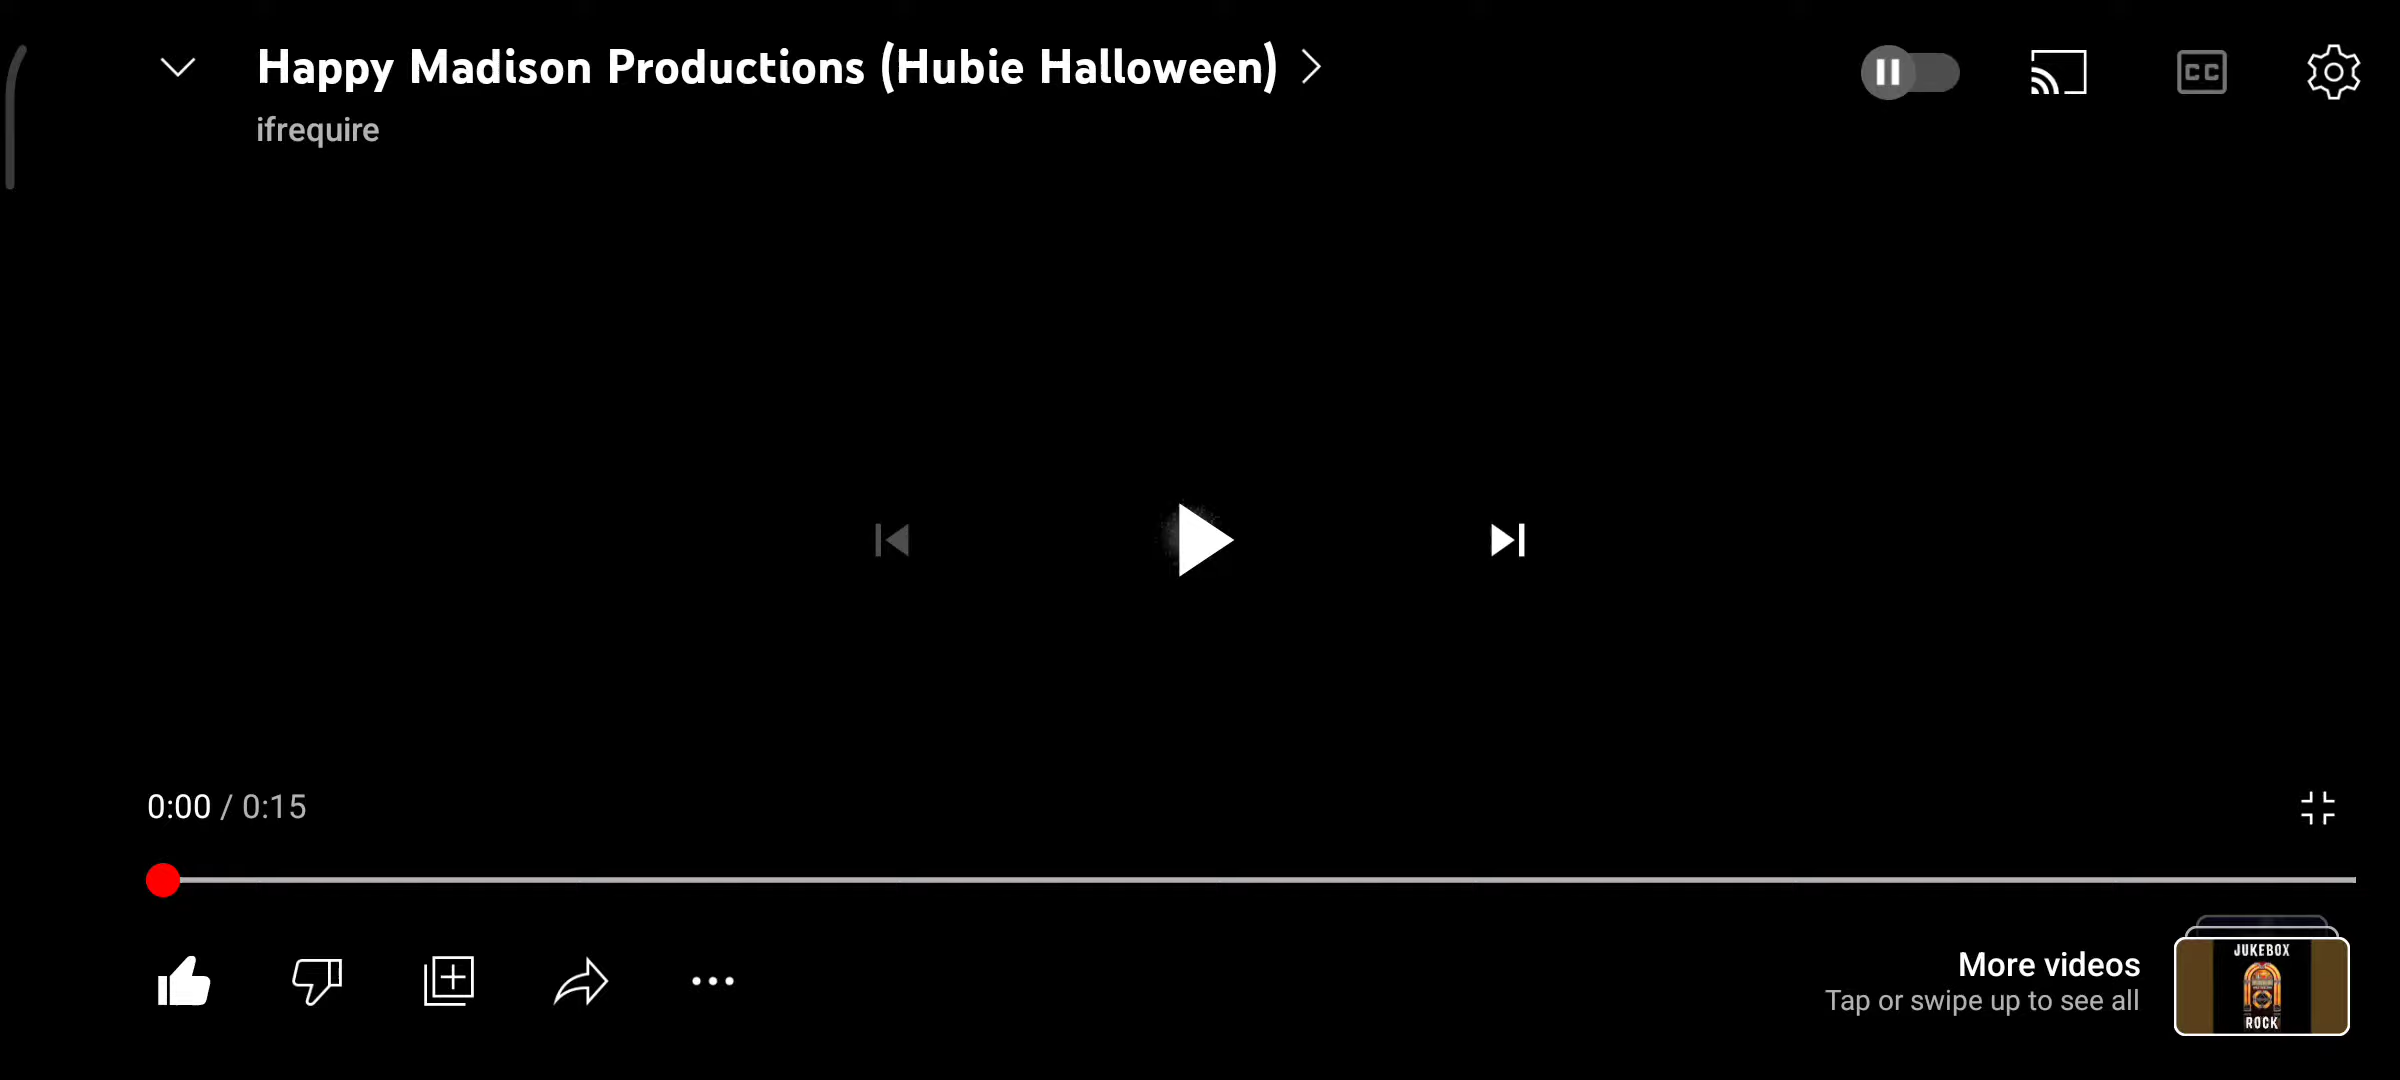 Happy Madison Productions (Hubie Halloween)
ifrequire
CC
0:00 / 0:15
More videos
Tap or swipe up to see all
JUKEBOX
ROCK